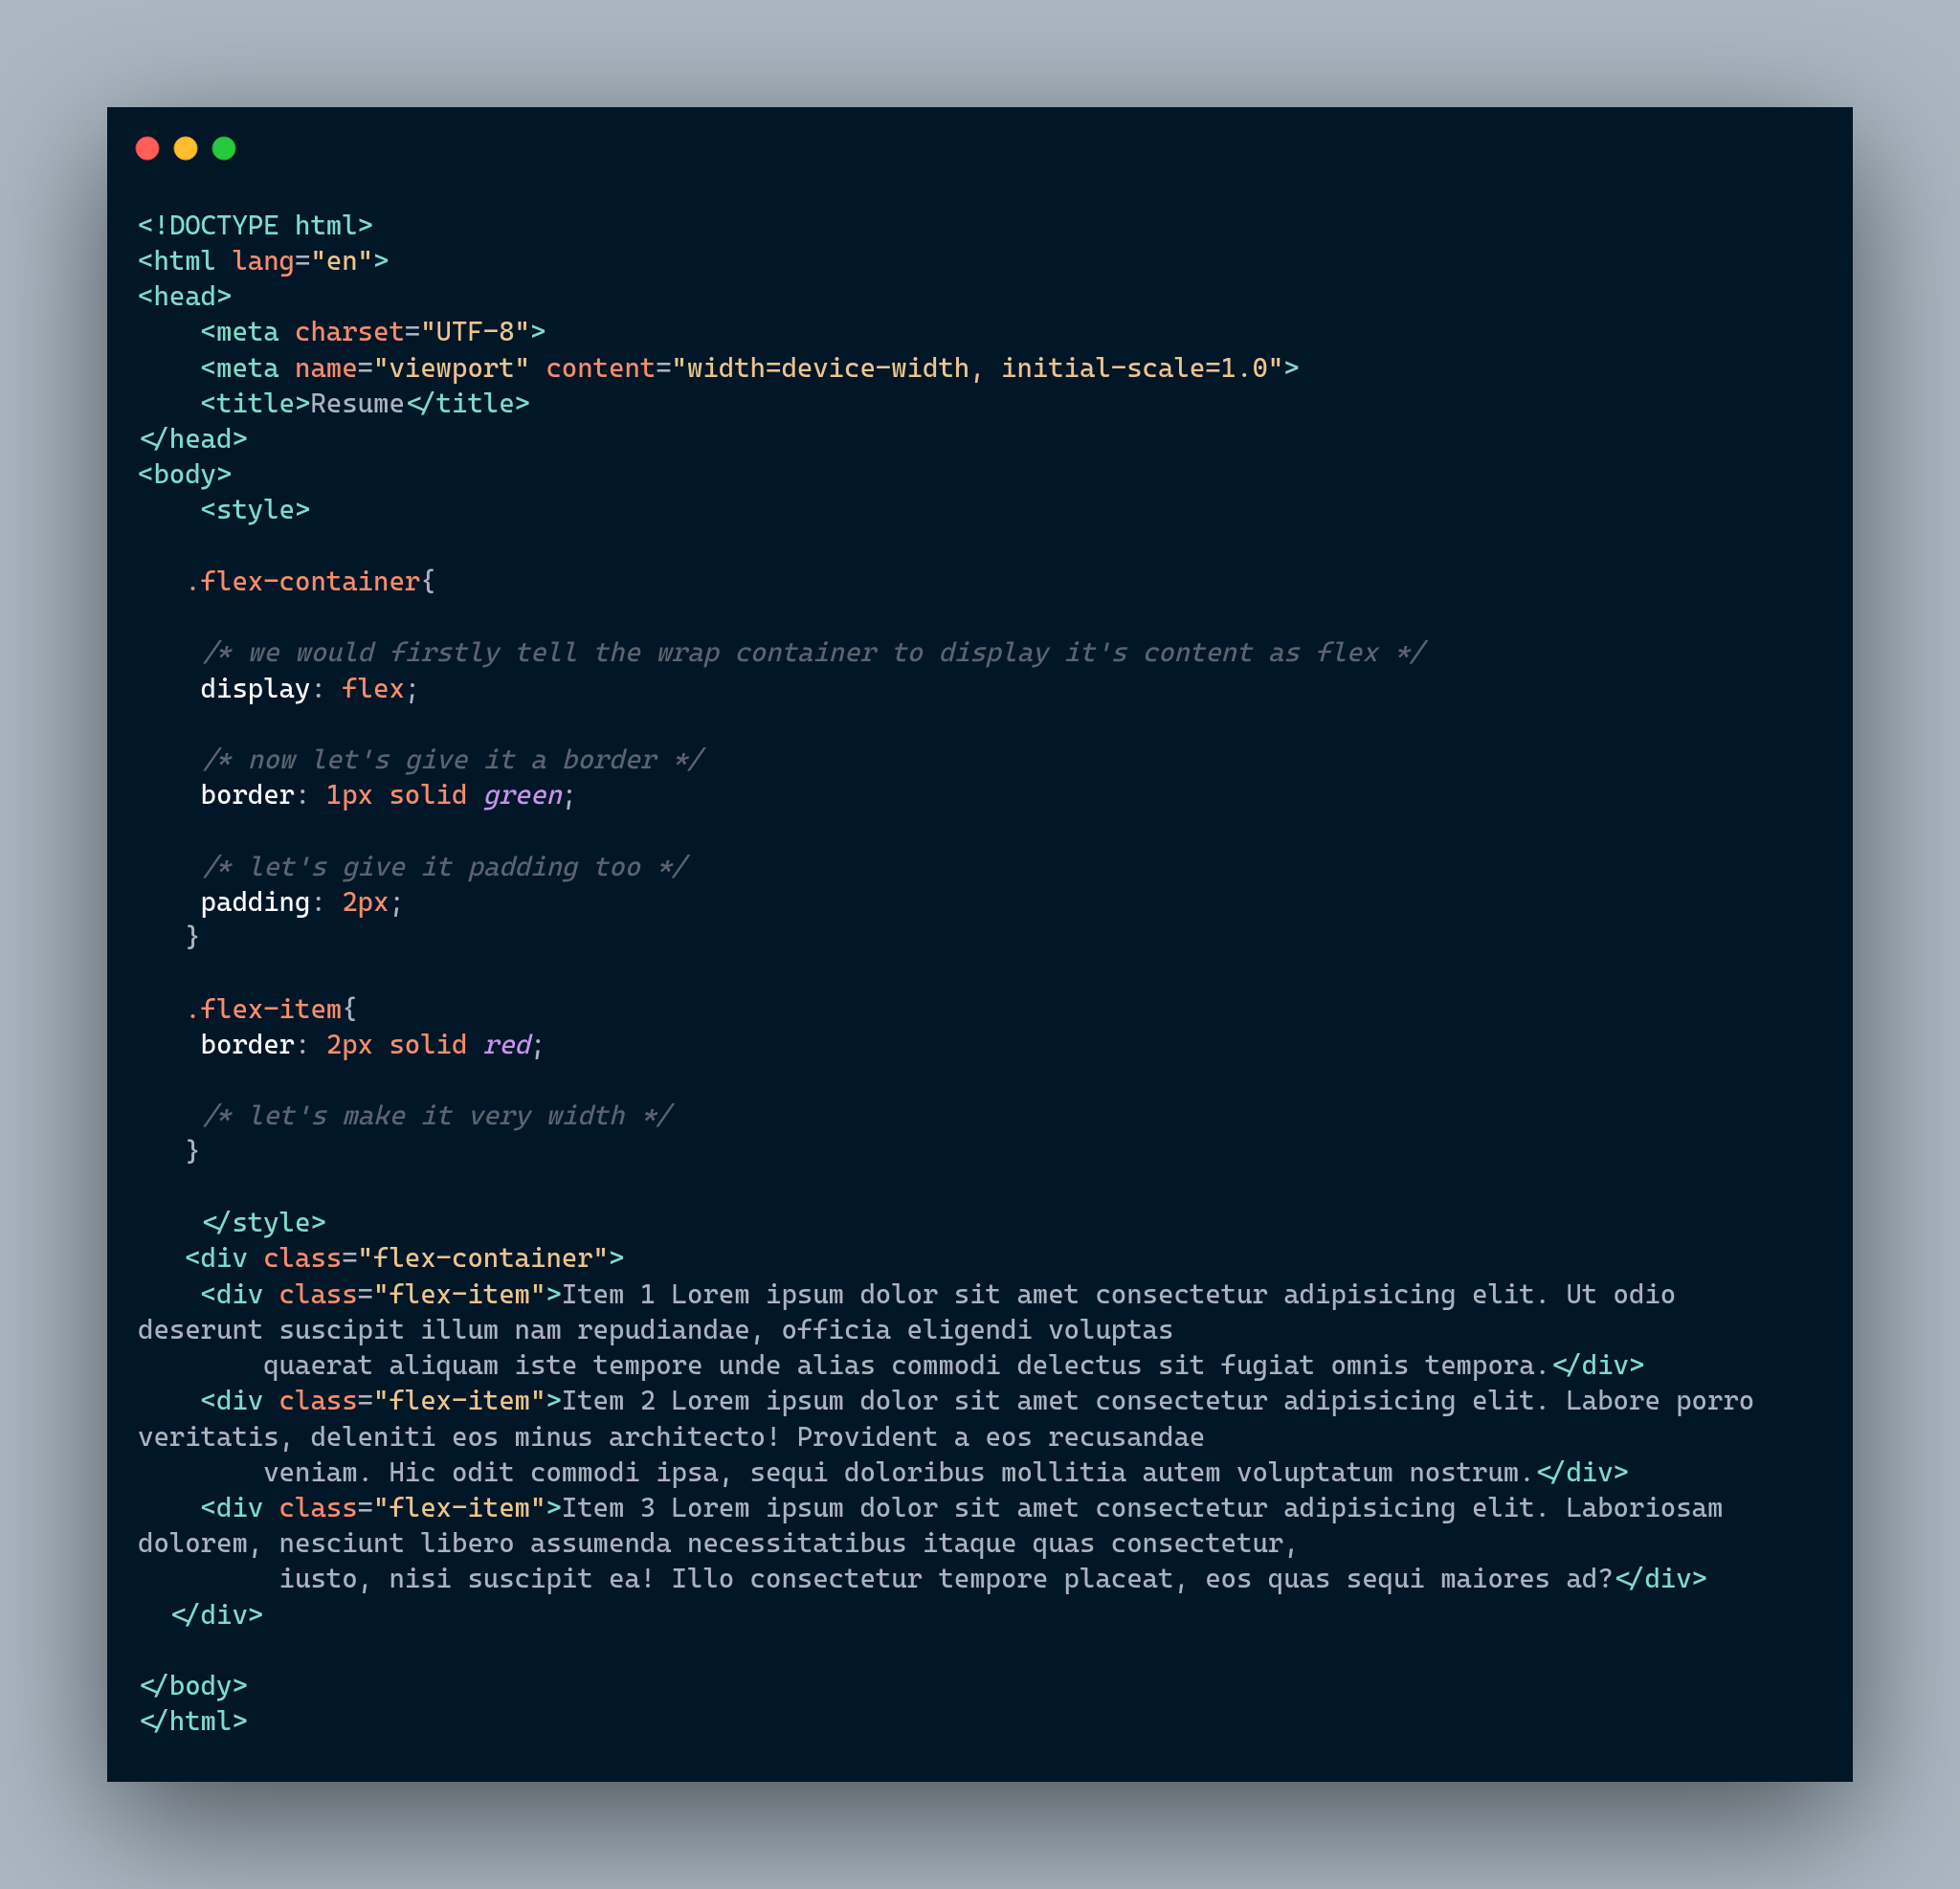 <!DOCTYPE html>
<html lang="en">
<head>
    <meta charset="UTF-8">
    <meta name="viewport" content="width=device-width, initial-scale=1.0">
    <title>Resume</title>
</head>
<body>
    <style>

   .flex-container{

    /* we would firstly tell the wrap container to display it's content as flex */
    display: flex;

    /* now let's give it a border */
    border: 1px solid green;

    /* let's give it padding too */
    padding: 2px;
   }

   .flex-item{
    border: 2px solid red;

    /* let's make it very width */
   }

    </style>
   <div class="flex-container">
    <div class="flex-item">Item 1 Lorem ipsum dolor sit amet consectetur adipisicing elit. Ut odio
deserunt suscipit illum nam repudiandae, officia eligendi voluptas
        quaerat aliquam iste tempore unde alias commodi delectus sit fugiat omnis tempora.</div>
    <div class="flex-item">Item 2 Lorem ipsum dolor sit amet consectetur adipisicing elit. Labore porro
veritatis, deleniti eos minus architecto! Provident a eos recusandae
        veniam. Hic odit commodi ipsa, sequi doloribus mollitia autem voluptatum nostrum.</div>
    <div class="flex-item">Item 3 Lorem ipsum dolor sit amet consectetur adipisicing elit. Laboriosam
dolorem, nesciunt libero assumenda necessitatibus itaque quas consectetur,
         iusto, nisi suscipit ea! Illo consectetur tempore placeat, eos quas sequi maiores ad?</div>
  </div>

</body>
</html>